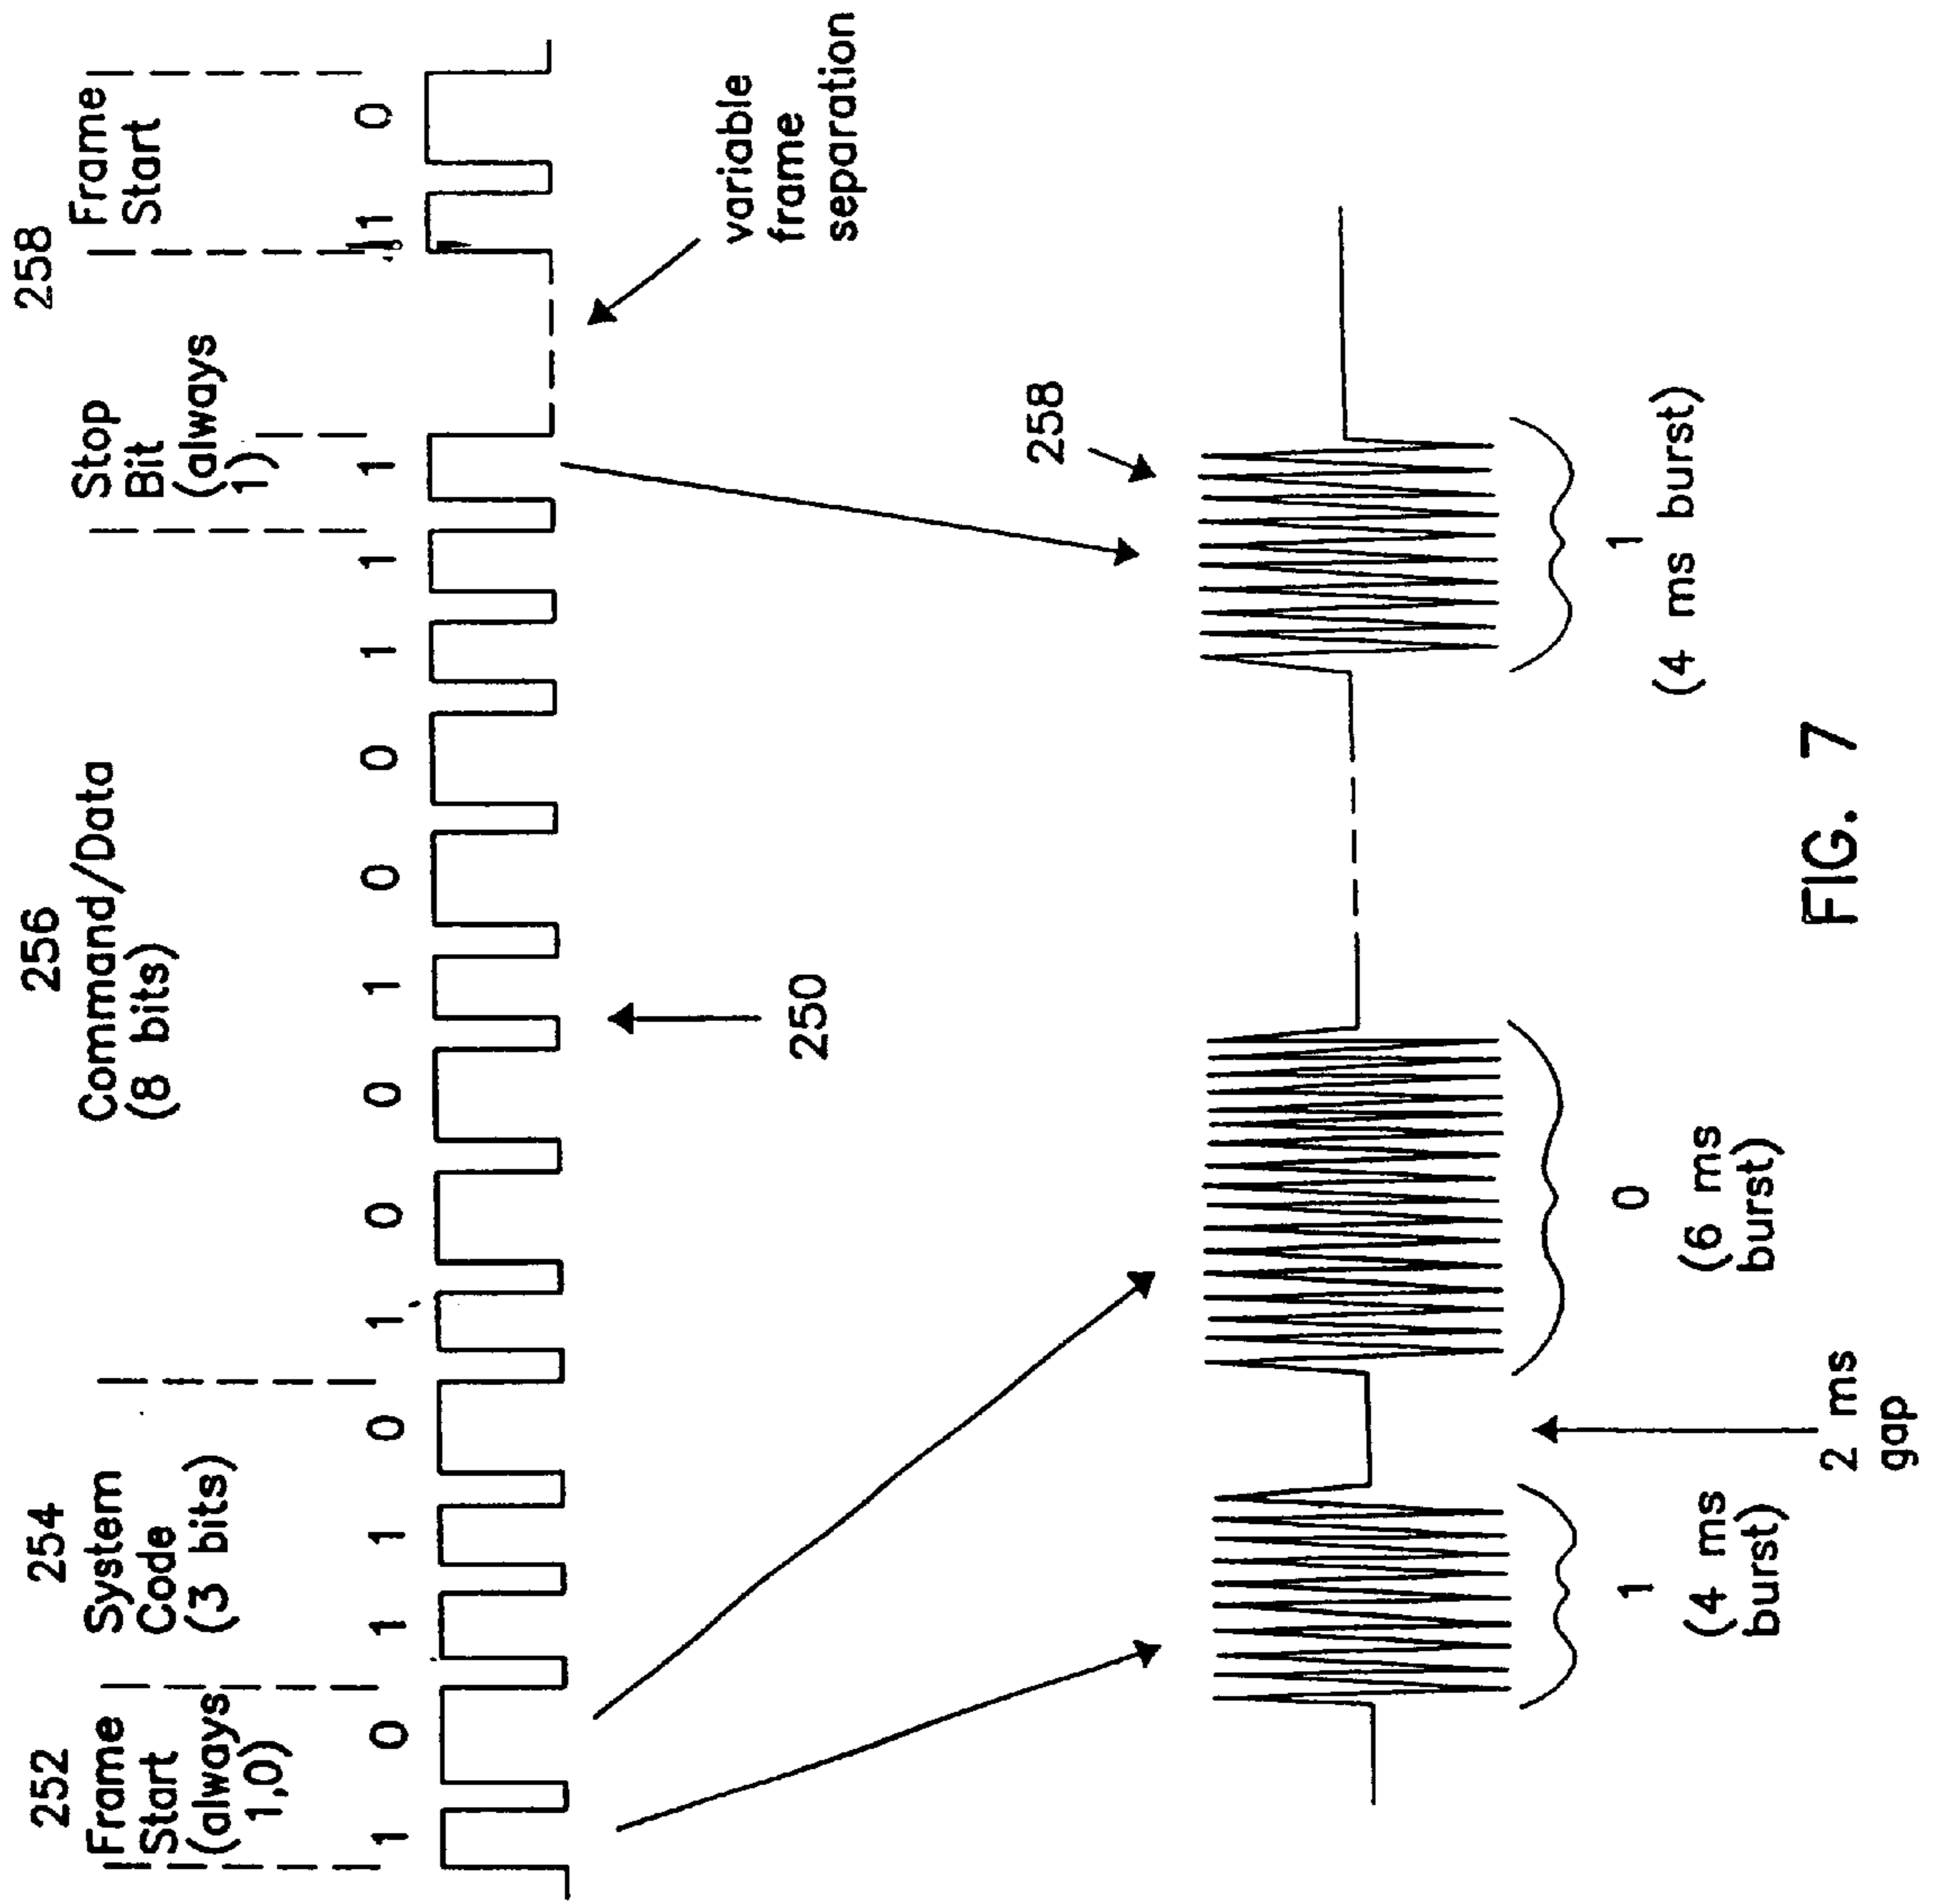 252
Frame
Start
(always
1,0)
254
System
Code
(3 bits)
256
Command/Data
(8 bits)
Stop
Bit
(always
1)
258
Frame
Start
1 0 1 1 0 1 0 0 1 0 0 1 1 1 1 0
250
variable
frame
separation
258
1
(4 ms
burst)
2 ms
gap
0
(6 ms
burst)
1
(4 ms burst)
FIG. 7